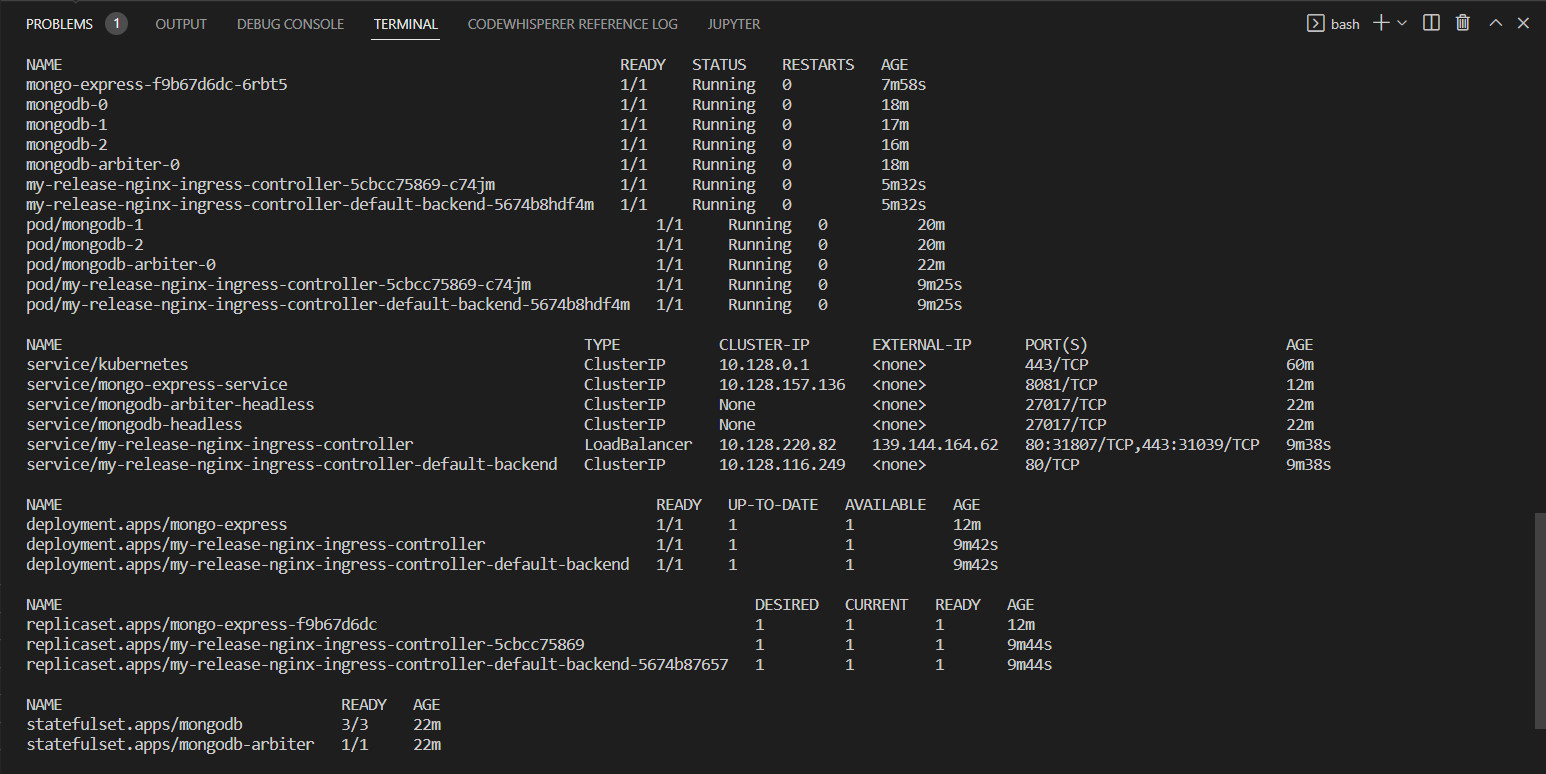 PROBLEMS 1 OUTPUT DEBUG CONSOLE TERMINAL CODEWHISPERER REFERENCE LOG JUPYTER bash
NAME READY STATUS RESTARTS AGE
mongo-express-f9b67d6dc-6rbt5 1/1 Running 0 7m58s
mongodb-0 1/1 Running 0 18m
mongodb-1 1/1 Running 0 17m
mongodb-2 1/1 Running 0 16m
mongodb-arbiter-0 1/1 Running 0 18m
my-release-nginx-ingress-controller-5cbcc75869-c74jm 1/1 Running 0 5m32s
my-release-nginx-ingress-controller-default-backend-5674b8hdf4m 1/1 Running 0 5m32s
pod/mongodb-1 1/1 Running 0 20m
pod/mongodb-2 1/1 Running 0 20m
pod/mongodb-arbiter-0 1/1 Running 0 22m
pod/my-release-nginx-ingress-controller-5cbcc75869-c74jm 1/1 Running 0 9m25s
pod/my-release-nginx-ingress-controller-default-backend-5674b8hdf4m 1/1 Running 0 9m25s
NAME TYPE CLUSTER-IP EXTERNAL-IP PORT(S) AGE
service/kubernetes ClusterIP 10.128.0.1 <none> 443/TCP 60m
service/mongo-express-service ClusterIP 10.128.157.136 <none> 8081/TCP 12m
service/mongodb-arbiter-headless ClusterIP None <none> 27017/TCP 22m
service/mongodb-headless ClusterIP None <none> 27017/TCP 22m
service/my-release-nginx-ingress-controller LoadBalancer 10.128.220.82 139.144.164.62 80:31807/TCP,443:31039/TCP 9m38s
service/my-release-nginx-ingress-controller-default-backend ClusterIP 10.128.116.249 <none> 80/TCP 9m38s
NAME READY UP-TO-DATE AVAILABLE AGE
deployment.apps/mongo-express 1/1 1 1 12m
deployment.apps/my-release-nginx-ingress-controller 1/1 1 1 9m42s
deployment.apps/my-release-nginx-ingress-controller-default-backend 1/1 1 1 9m42s
NAME DESIRED CURRENT READY AGE
replicaset.apps/mongo-express-f9b67d6dc 1 1 1 12m
replicaset.apps/my-release-nginx-ingress-controller-5cbcc75869 1 1 1 9m44s
replicaset.apps/my-release-nginx-ingress-controller-default-backend-5674b87657 1 1 1 9m44s
NAME READY AGE
statefulset.apps/mongodb 3/3 22m
statefulset.apps/mongodb-arbiter 1/1 22m